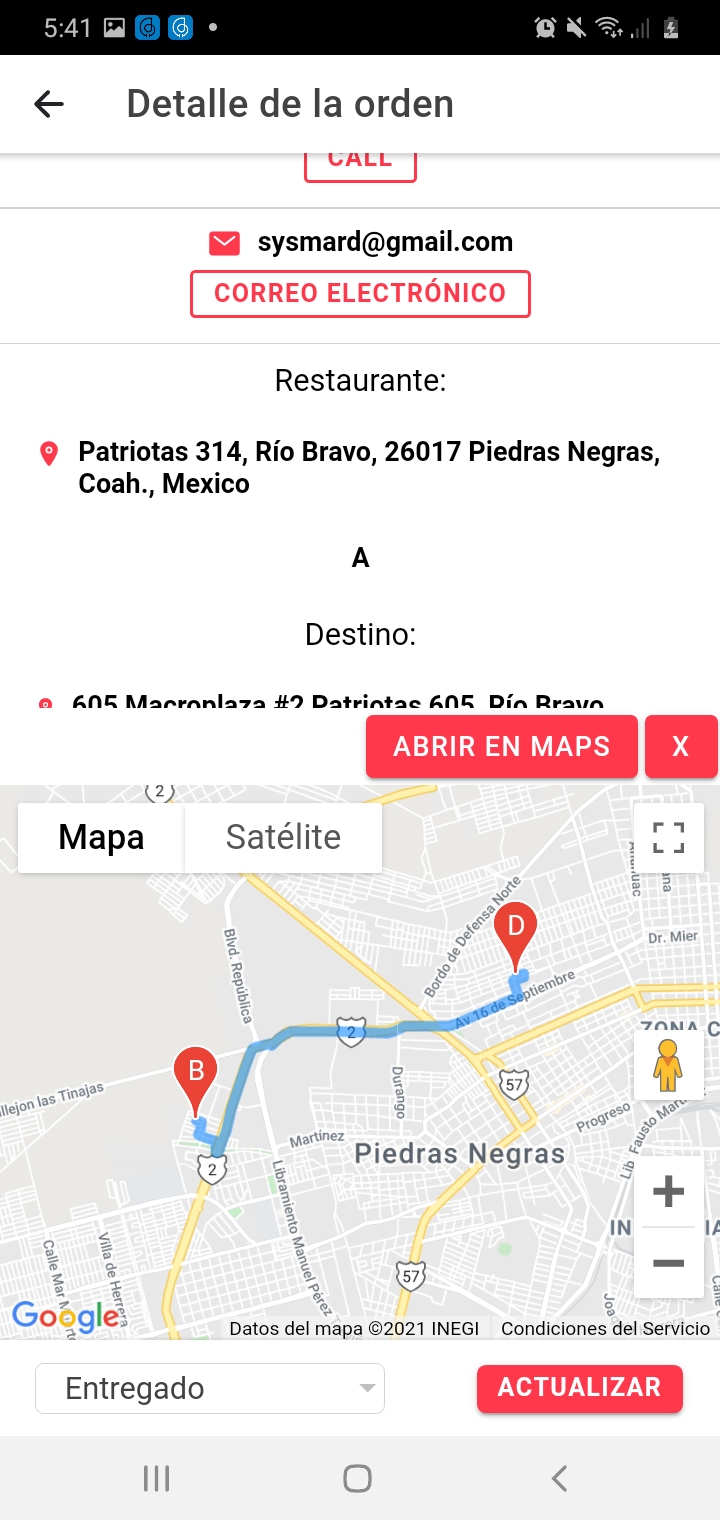 5:41
Detalle de la orden
CALL
sysmard@gmail.com
CORREO ELECTRÓNICO
Restaurante:
Patriotas 314, Río Bravo, 26017 Piedras Negras,
Coah., Mexico
A
Destino:
605 Macroplaza #2 Patriotas 605, Río Bravo
ABRIR EN MAPS
X
2
Mapa
Satélite
Bordo de Defensa Norte
Dr. Mier
Blvd. República
D
Av 16 de Septiembre
2
ZONA C
B
57
Durango
llejon las Tinajas
Progreso
Lib. Fausto
Martínez
Piedras Negras
2
Libramiento Manuel Pérez
IN
Villa de Herrera
Calle Mar
57
Google
Datos del mapa ©2021 INEGI
Condiciones del Servicio
Entregado
ACTUALIZAR